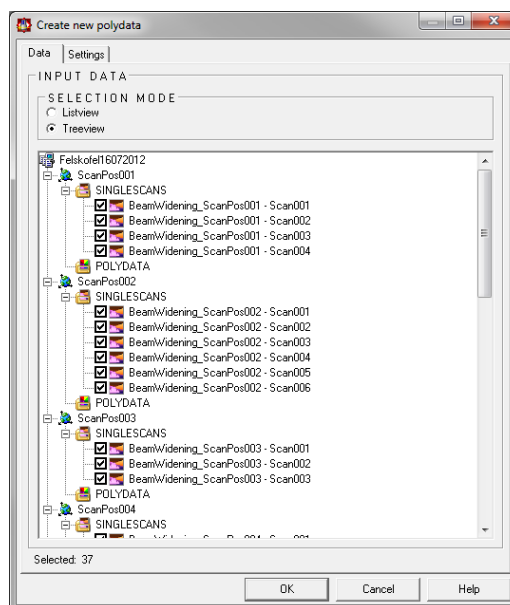 Create new polydata
Data
Settings
INPUT DATA
SELECTION MODE
Listview
Treeview
Felskofel16072012
ScanPos001
SINGLESCANS
BeamWidening_ScanPos001 - Scan001
BeamWidening_ScanPos001 - Scan002
BeamWidening_ScanPos001 - Scan003
BeamWidening_ScanPos001 - Scan004
POLYDATA
ScanPos002
SINGLESCANS
BeamWidening_ScanPos002 - Scan001
BeamWidening_ScanPos002 - Scan002
BeamWidening_ScanPos002 - Scan003
BeamWidening_ScanPos002 - Scan004
BeamWidening_ScanPos002 - Scan005
BeamWidening_ScanPos002 - Scan006
POLYDATA
ScanPos003
SINGLESCANS
BeamWidening_ScanPos003 - Scan001
BeamWidening_ScanPos003 - Scan002
BeamWidening_ScanPos003 - Scan003
POLYDATA
ScanPos004
SINGLESCANS
Selected: 37
OK
Cancel
Help